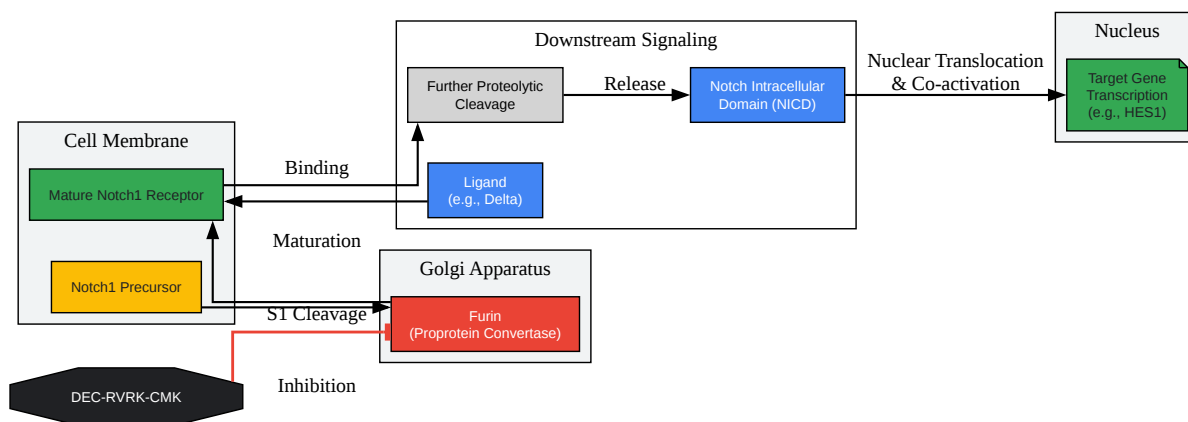 Downstream Signaling
Nucleus
Nuclear Translocation
& Co-activation
Further Proteolytic
Cleavage
Release
Notch Intracellular
Domain (NICD)
Target Gene
Transcription
(e.g., HES1)
Cell Membrane
Binding
Mature Notch1 Receptor
Ligand
(e.g., Delta)
Maturation
Golgi Apparatus
Notch1 Precursor
S1 Cleavage
Furin
(Proprotein Convertase)
Inhibition
DEC-RVRK-CMK